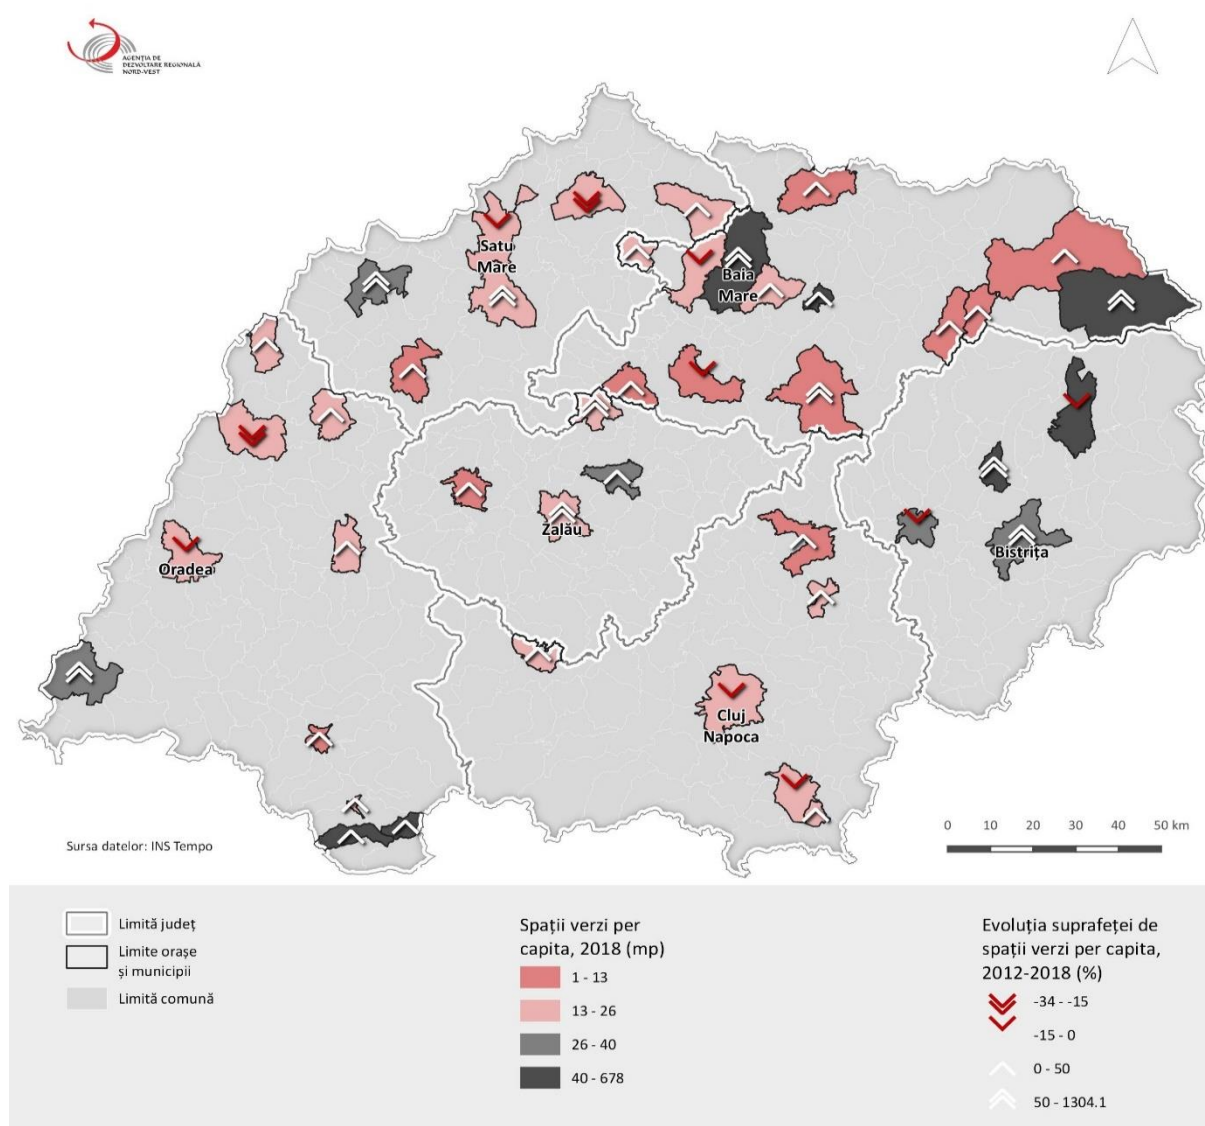 AGENȚIA DE
DEZVOLTARE REGIONALĂ
NORD-VEST
Satu
Mare
Baia
Mare
Zalău
Bistrița
Oradea
Cluj
Napoca
Sursa datelor: INS Tempo
0 10 20 30 40 50 km
Limită județ
Limite orașe
și municipii
Limită comună
Spații verzi per
capita, 2018 (mp)
1 - 13
13 - 26
26 - 40
40 - 678
Evoluția suprafeței de
spații verzi per capita,
2012-2018 (%)
-34 - -15
-15 - 0
0 - 50
50 - 1304.1